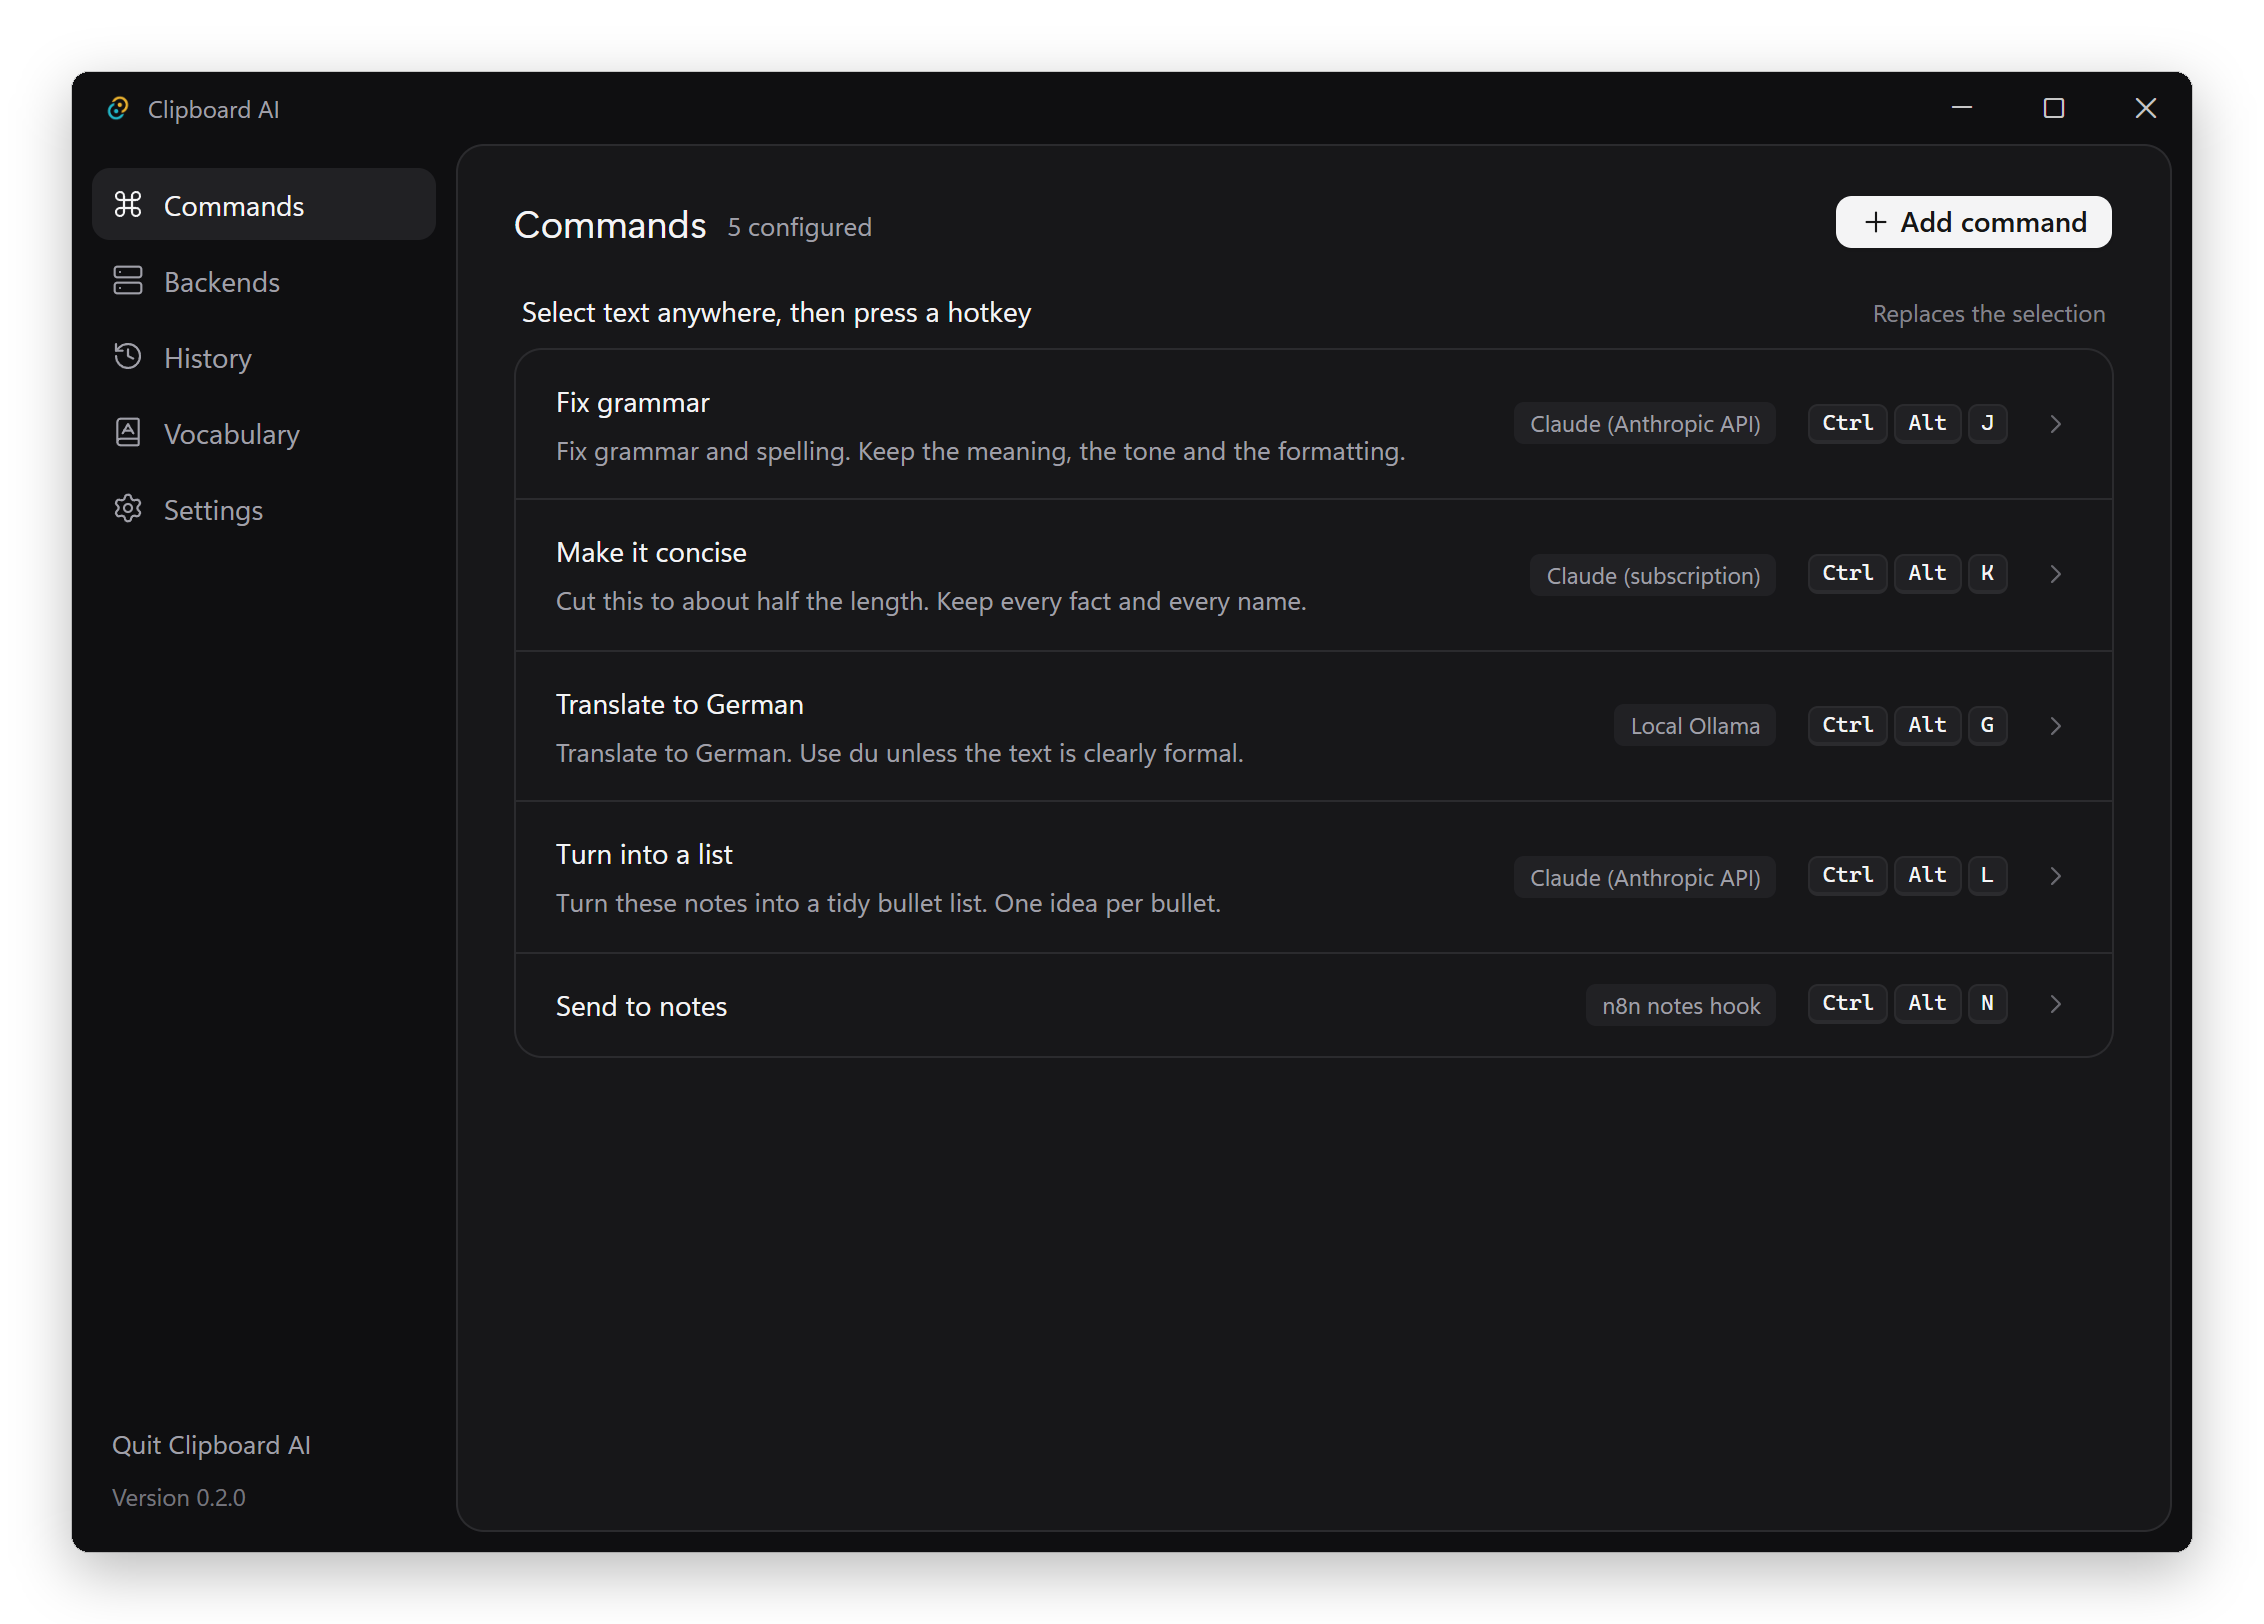 Clipboard AI
Commands
Backends
History
Vocabulary
Settings
Quit Clipboard AI
Version 0.2.0
Commands 5 configured
+ Add command
Select text anywhere, then press a hotkey
Replaces the selection
Fix grammar
Fix grammar and spelling. Keep the meaning, the tone and the formatting.
Claude (Anthropic API) Ctrl Alt J
Make it concise
Cut this to about half the length. Keep every fact and every name.
Claude (subscription) Ctrl Alt K
Translate to German
Translate to German. Use du unless the text is clearly formal.
Local Ollama Ctrl Alt G
Turn into a list
Turn these notes into a tidy bullet list. One idea per bullet.
Claude (Anthropic API) Ctrl Alt L
Send to notes
n8n notes hook Ctrl Alt N